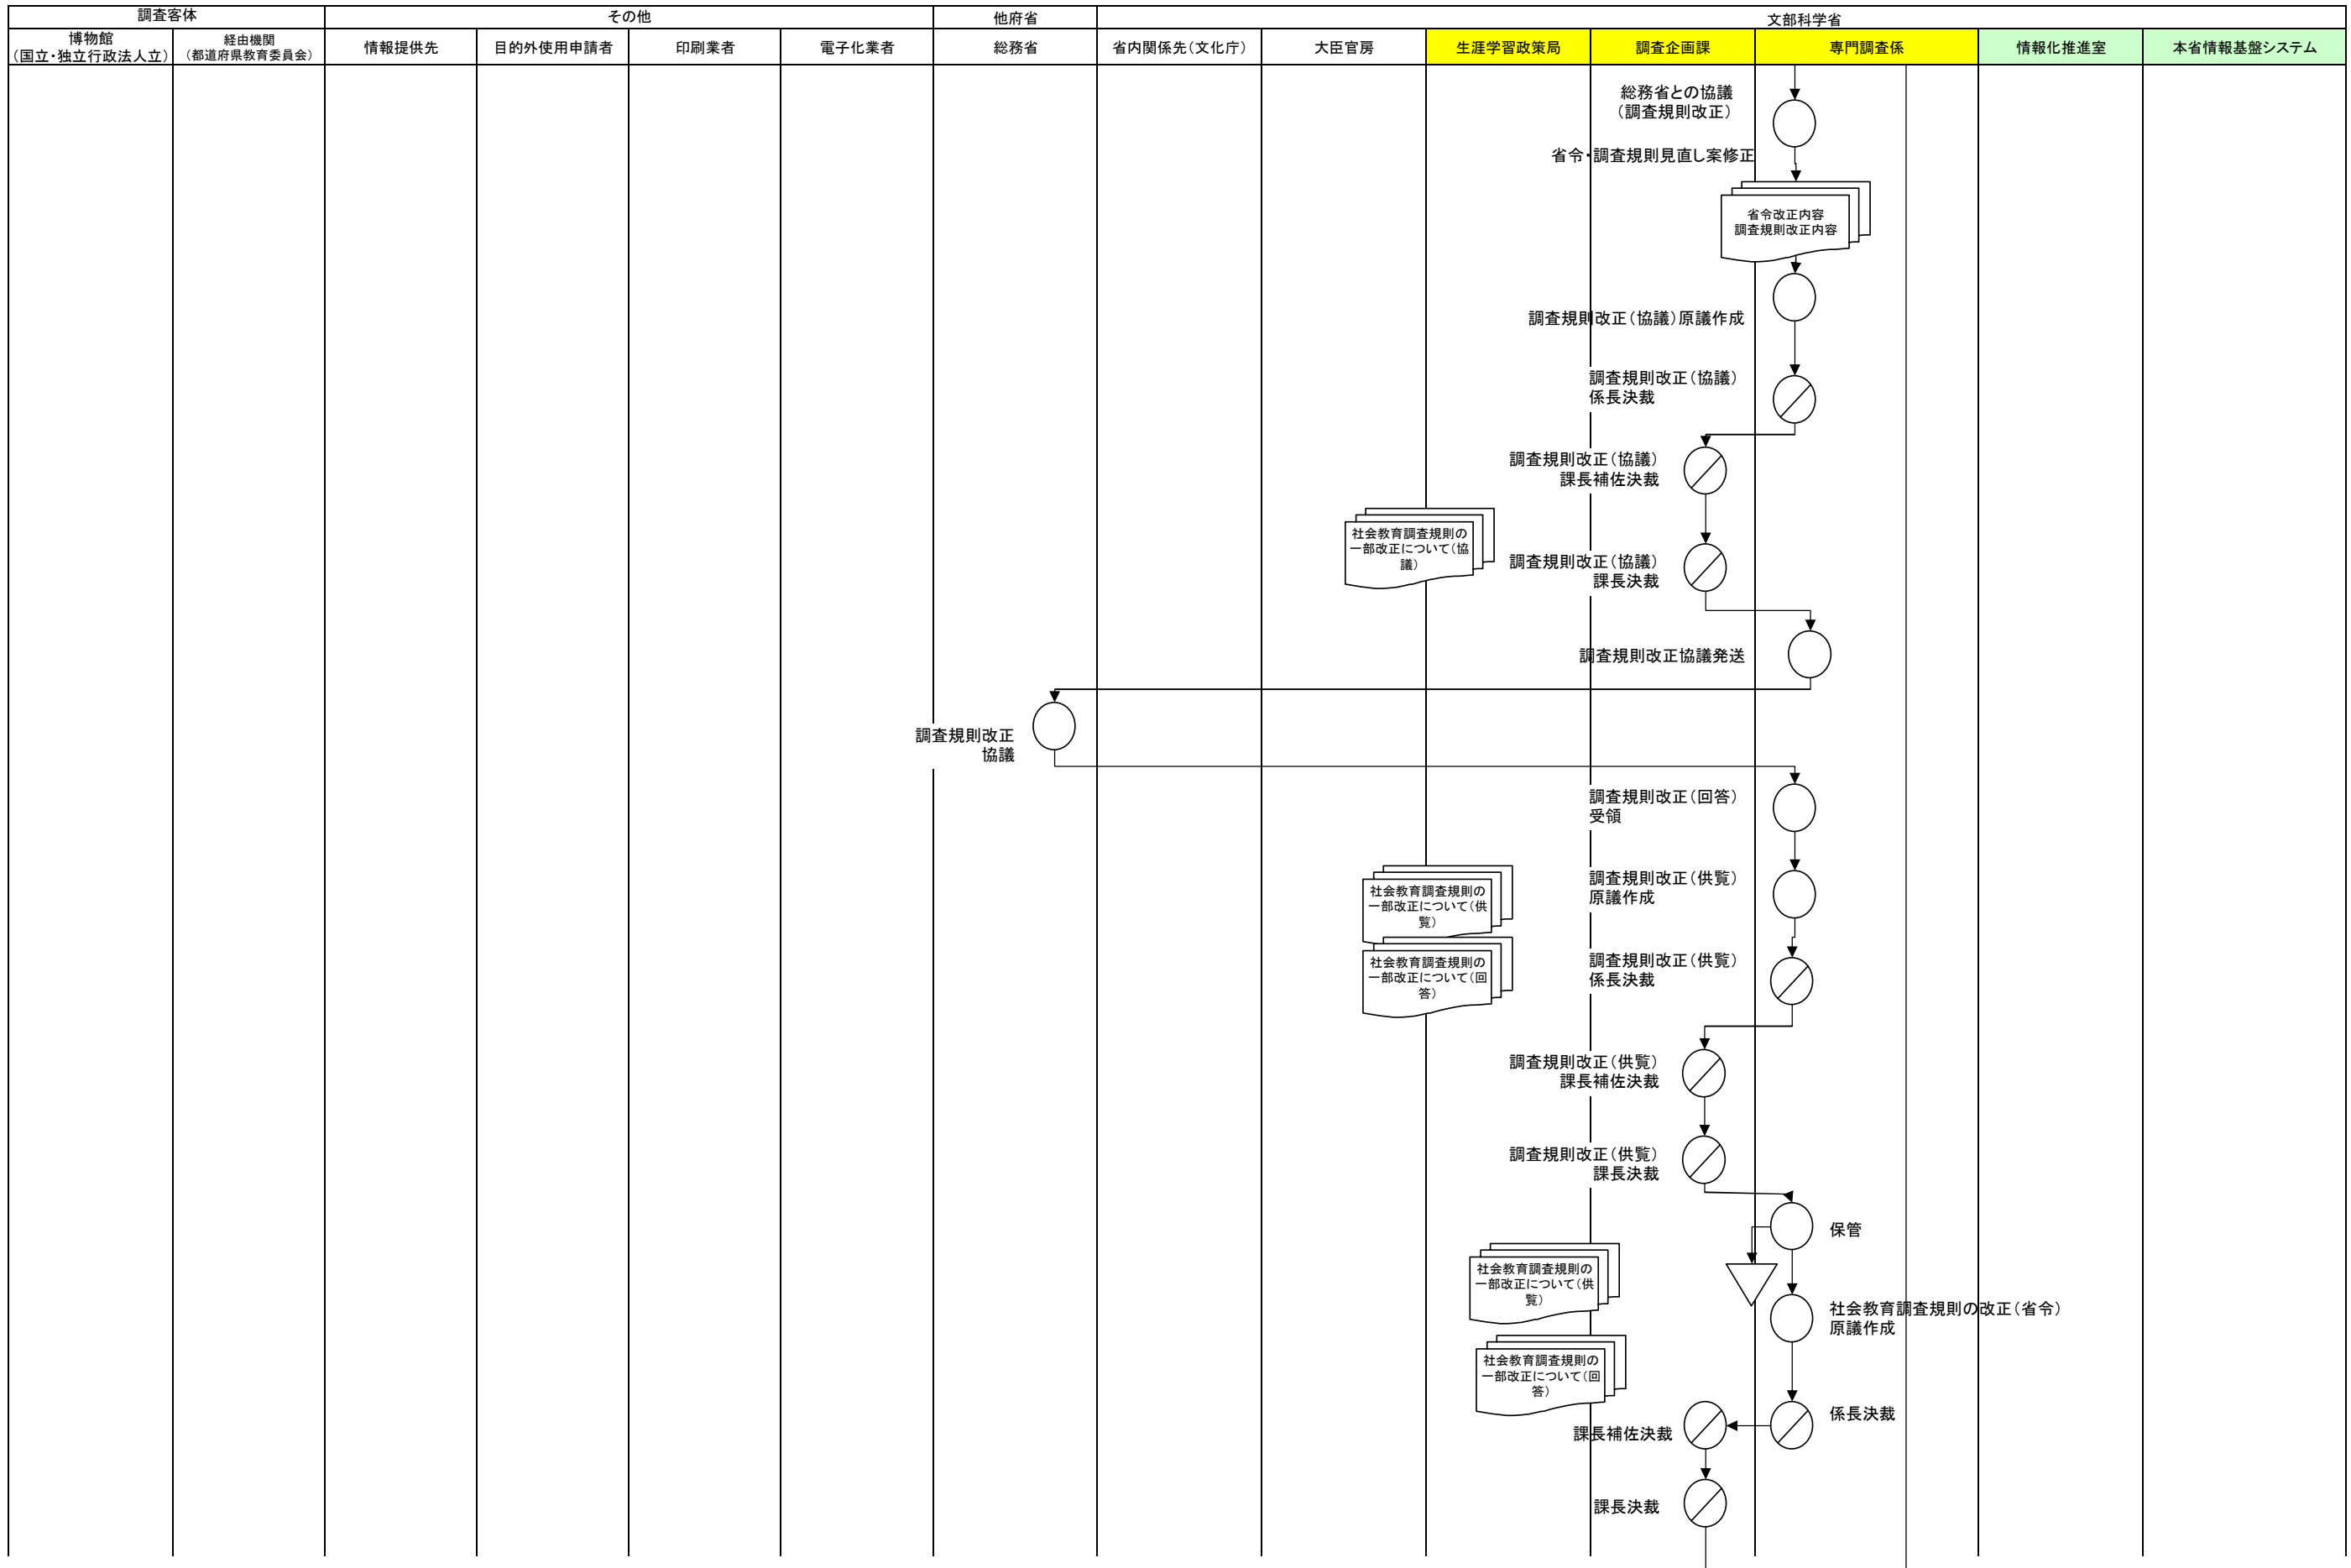 調査客体
その他
他府省
文部科学省
博物館
（国立・独立行政法人立）
経由機関
（都道府県教育委員会）
情報提供先
目的外使用申請者
印刷業者
電子化業者
総務省
省内関係先（文化庁）
大臣官房
生涯学習政策局
調査企画課
専門調査係
情報化推進室
本省情報基盤システム
総務省との協議
（調査規則改正）
省令・調査規則見直し案修正
省令改正内容
調査規則改正内容
調査規則改正（協議）原議作成
調査規則改正（協議）
係長決裁
調査規則改正（協議）
課長補佐決裁
社会教育調査規則の
一部改正について（協
議）
調査規則改正（協議）
課長決裁
調査規則改正協議発送
調査規則改正
協議
調査規則改正（回答）
受領
社会教育調査規則の
一部改正について（供
覧）
調査規則改正（供覧）
原議作成
社会教育調査規則の
一部改正について（回
答）
調査規則改正（供覧）
係長決裁
調査規則改正（供覧）
課長補佐決裁
調査規則改正（供覧）
課長決裁
保管
社会教育調査規則の
一部改正について（供
覧）
社会教育調査規則の改正（省令）
原議作成
社会教育調査規則の
一部改正について（回
答）
係長決裁
課長補佐決裁
課長決裁